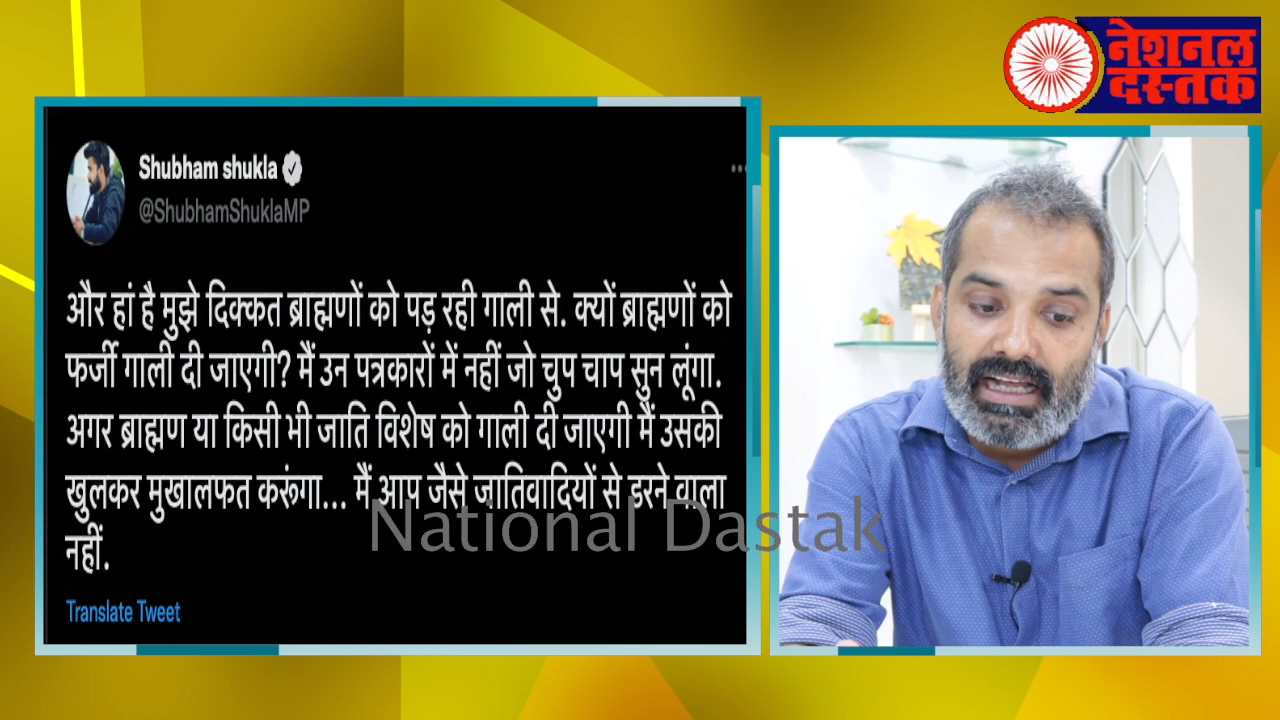 नेशनल
दस्तक
Shubham shukla
@ShubhamShuklaMP
और हां है मुझे दिक्कत ब्राह्मणों को पड़ रही गाली से. क्यों ब्राह्मणों को
फर्जी गाली दी जाएगी? मैं उन पत्रकारों में नहीं जो चुप चाप सुन लूंगा.
अगर ब्राह्मण या किसी भी जाति विशेष को गाली दी जाएगी मैं उसकी
खुलकर मुखालफत करूंगा... मैं आप जैसे जातिवादियों से डरने वाला
नहीं.
Translate Tweet
National Dastak